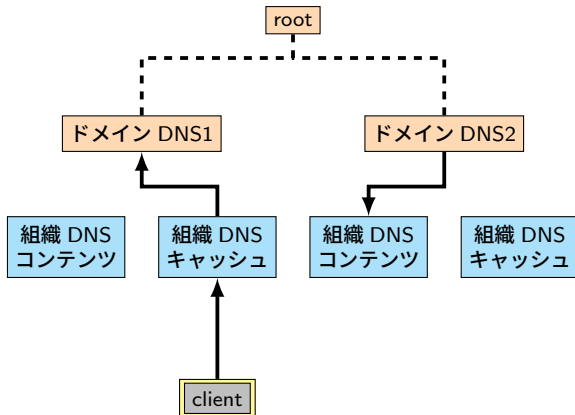 root
ドメイン DNS1
ドメイン DNS2
組織 DNS
コンテンツ
組織 DNS
キャッシュ
組織 DNS
コンテンツ
組織 DNS
キャッシュ
client